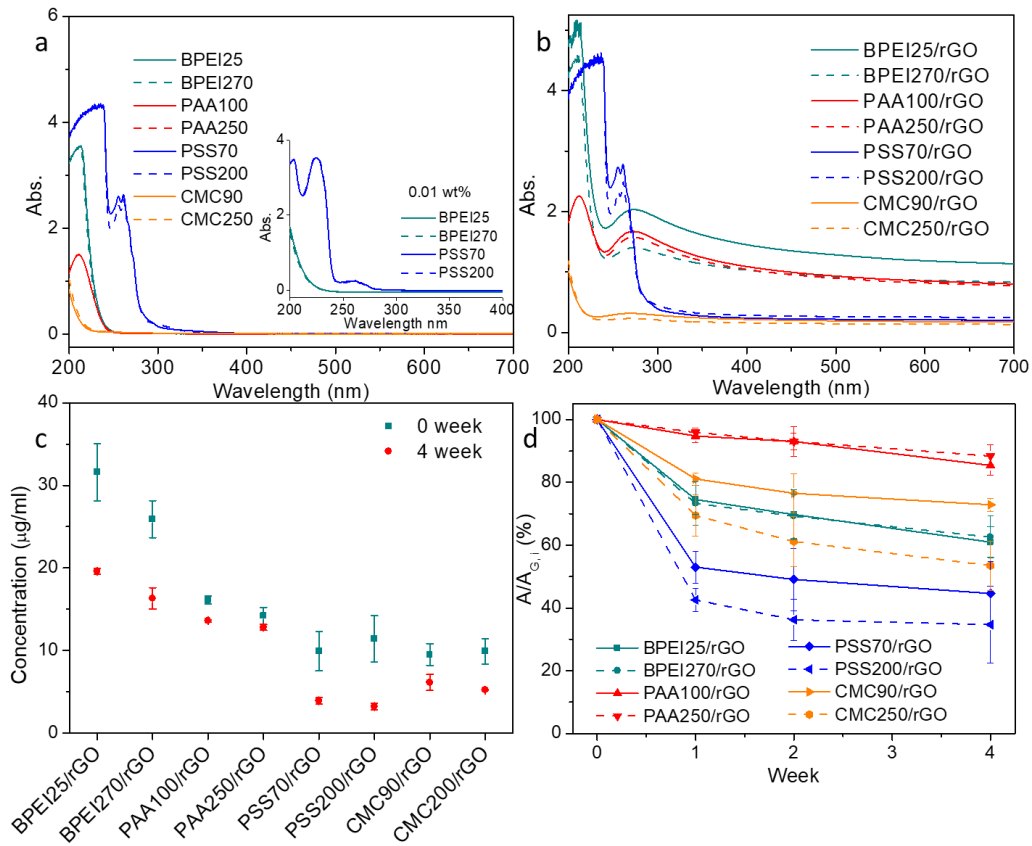 a
6
4
2
0
Abs.
BPEI25
BPEI270
PAA100
PAA250
PSS70
PSS200
CMC90
CMC250
200 250 300 350 400 450 500 550 600 650 700
Wavelength (nm)
4
2
0
Abs.
0.01 wt%
BPEI25
BPEI270
PSS70
PSS200
200 250 300 350 400
Wavelength nm
b
4
2
0
Abs.
BPEI25/rGO
BPEI270/rGO
PAA100/rGO
PAA250/rGO
PSS70/rGO
PSS200/rGO
CMC90/rGO
CMC250/rGO
200 300 400 500 600 700
Wavelength (nm)
c
40
30
20
10
0
Concentration (μg/ml)
0 week
4 week
BPEI25/rGO
BPEI270/rGO
PAA100/rGO
PAA250/rGO
PSS70/rGO
PSS200/rGO
CMC90/rGO
CMC200/rGO
d
100
80
60
40
20
0
A/A G, i (%)
BPEI25/rGO
BPEI270/rGO
PAA100/rGO
PAA250/rGO
PSS70/rGO
PSS200/rGO
CMC90/rGO
CMC250/rGO
0 1 2 3 4
Week